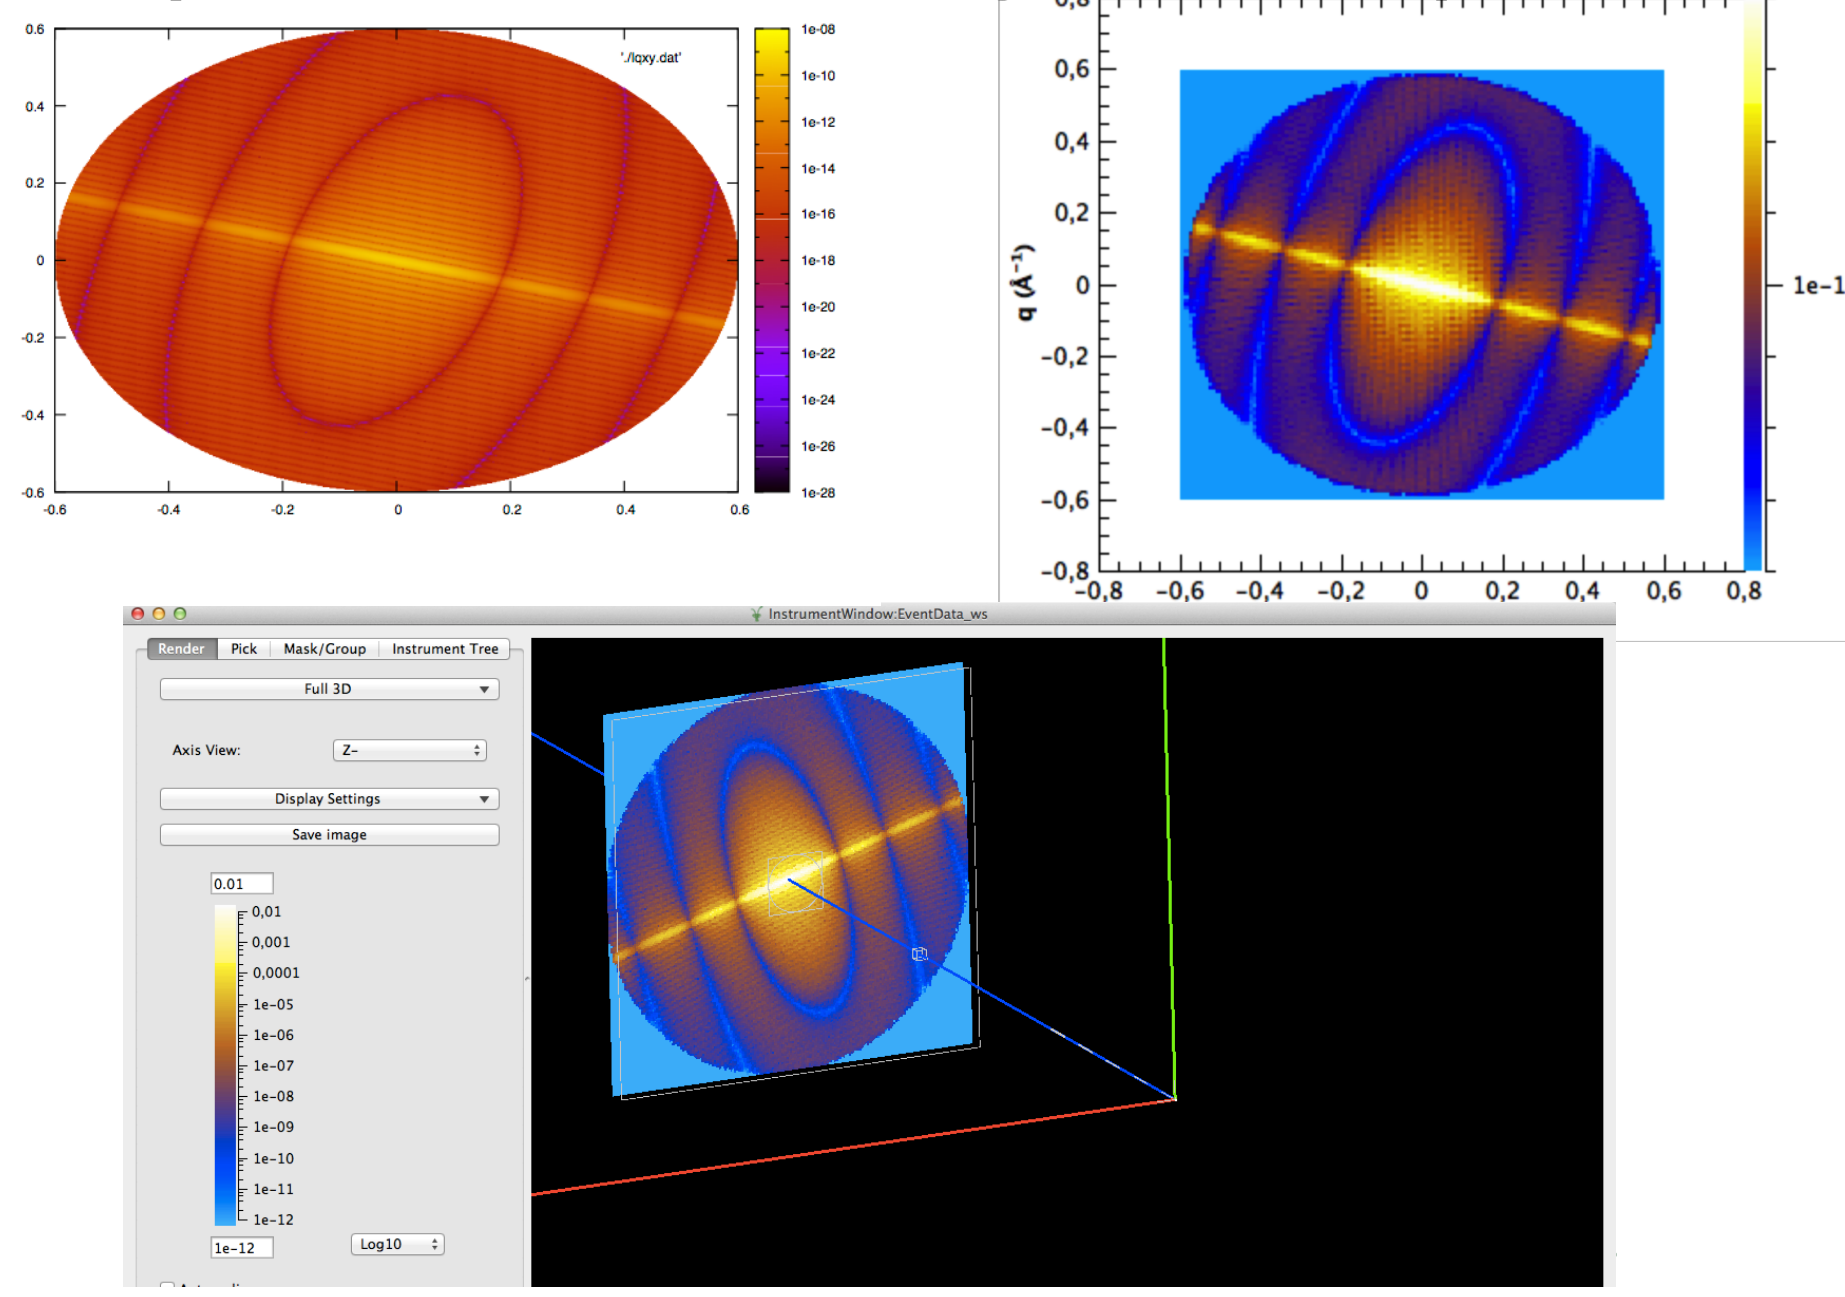 0.6
0.4
0.2
0
-0.2
-0.4
-0.6
-0.6 -0.4 -0.2 0 0.2 0.4 0.6
'./Iqxy.dat'
1e-08
1e-10
1e-12
1e-14
1e-16
1e-18
1e-20
1e-22
1e-24
1e-26
1e-28
0,6
0,4
0,2
0
-0,2
-0,4
-0,6
-0,8
q (Å⁻¹)
-0,8 -0,6 -0,4 -0,2 0 0,2 0,4 0,6 0,8
1e-1
InstrumentWindow:EventData_ws
Render Pick Mask/Group Instrument Tree
Full 3D
Axis View: Z-
Display Settings
Save image
0.01
0,01
0,001
0,0001
1e-05
1e-06
1e-07
1e-08
1e-09
1e-10
1e-11
1e-12
1e-12 Log10